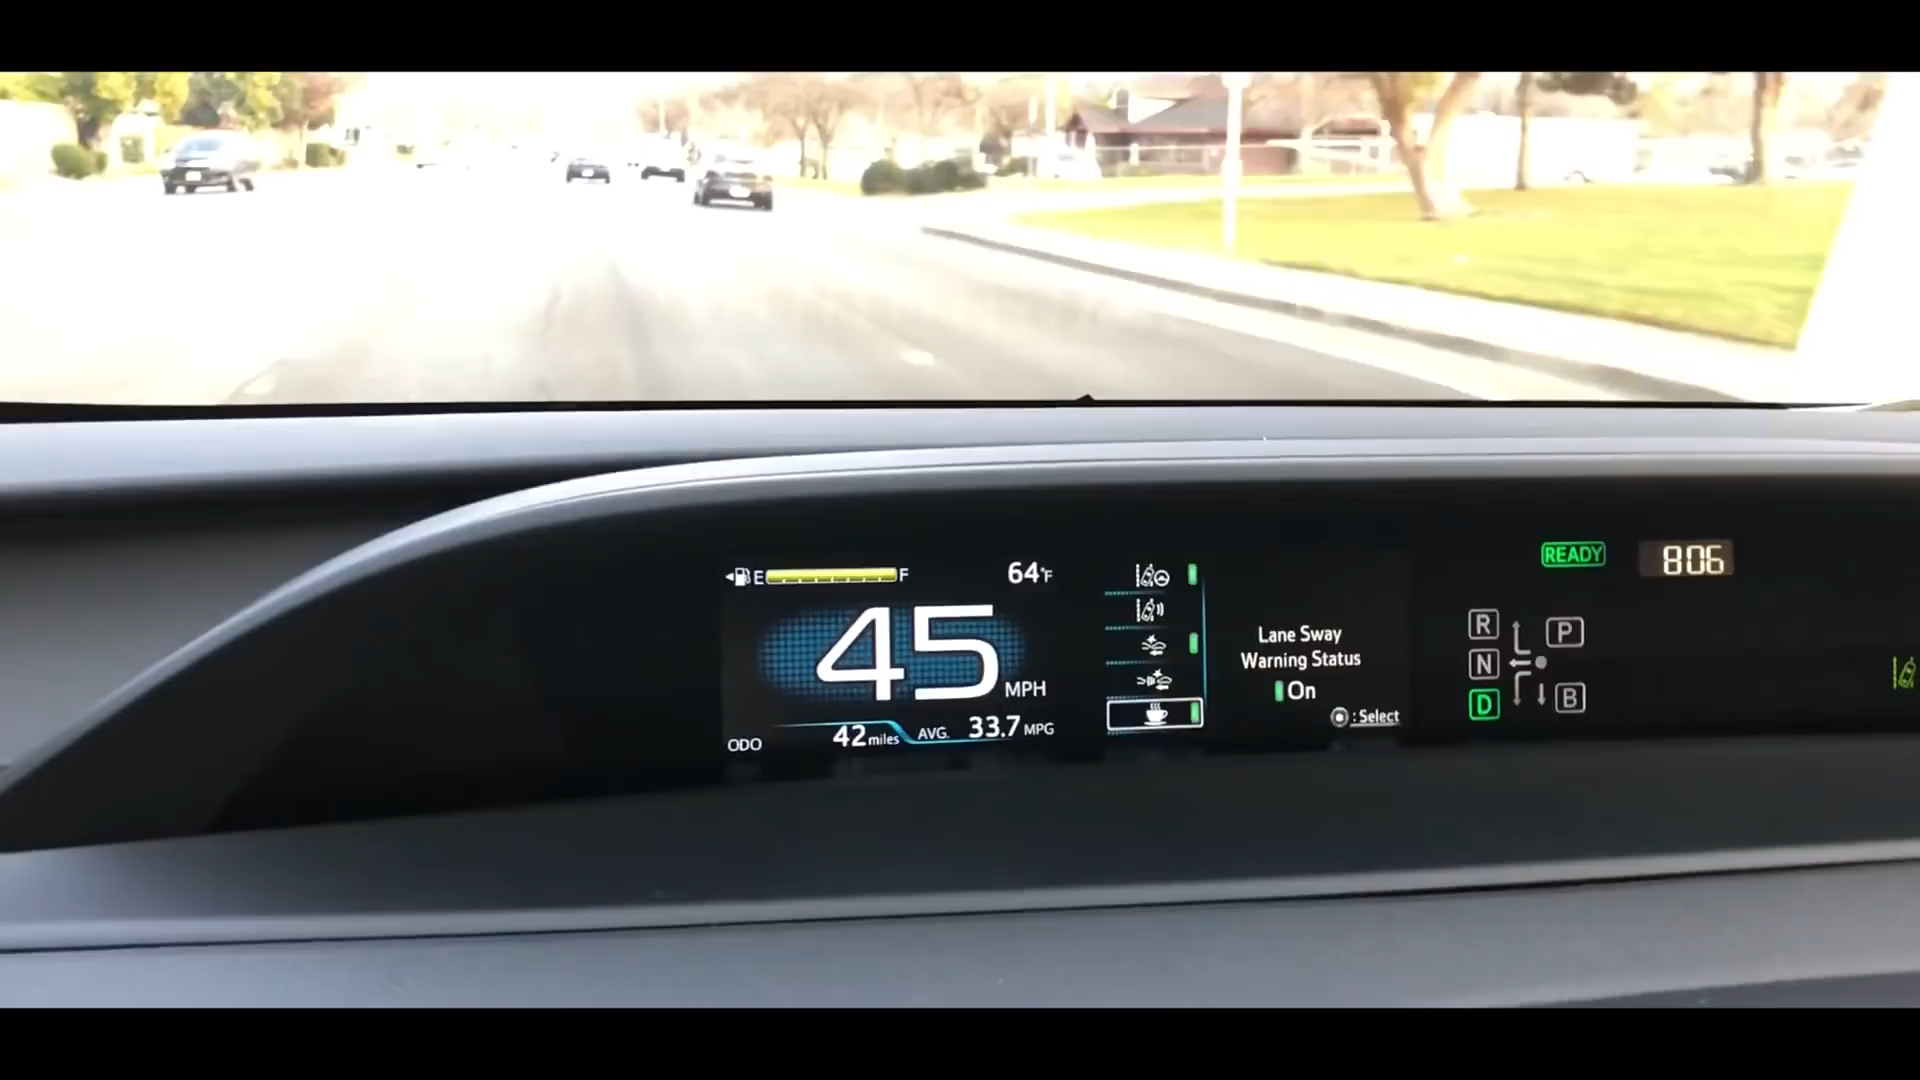 E F 64°F
45 MPH
ODO 42 miles AVG. 33.7 MPG
Lane Sway
Warning Status
On
: Select
READY 806
R P
N
D B